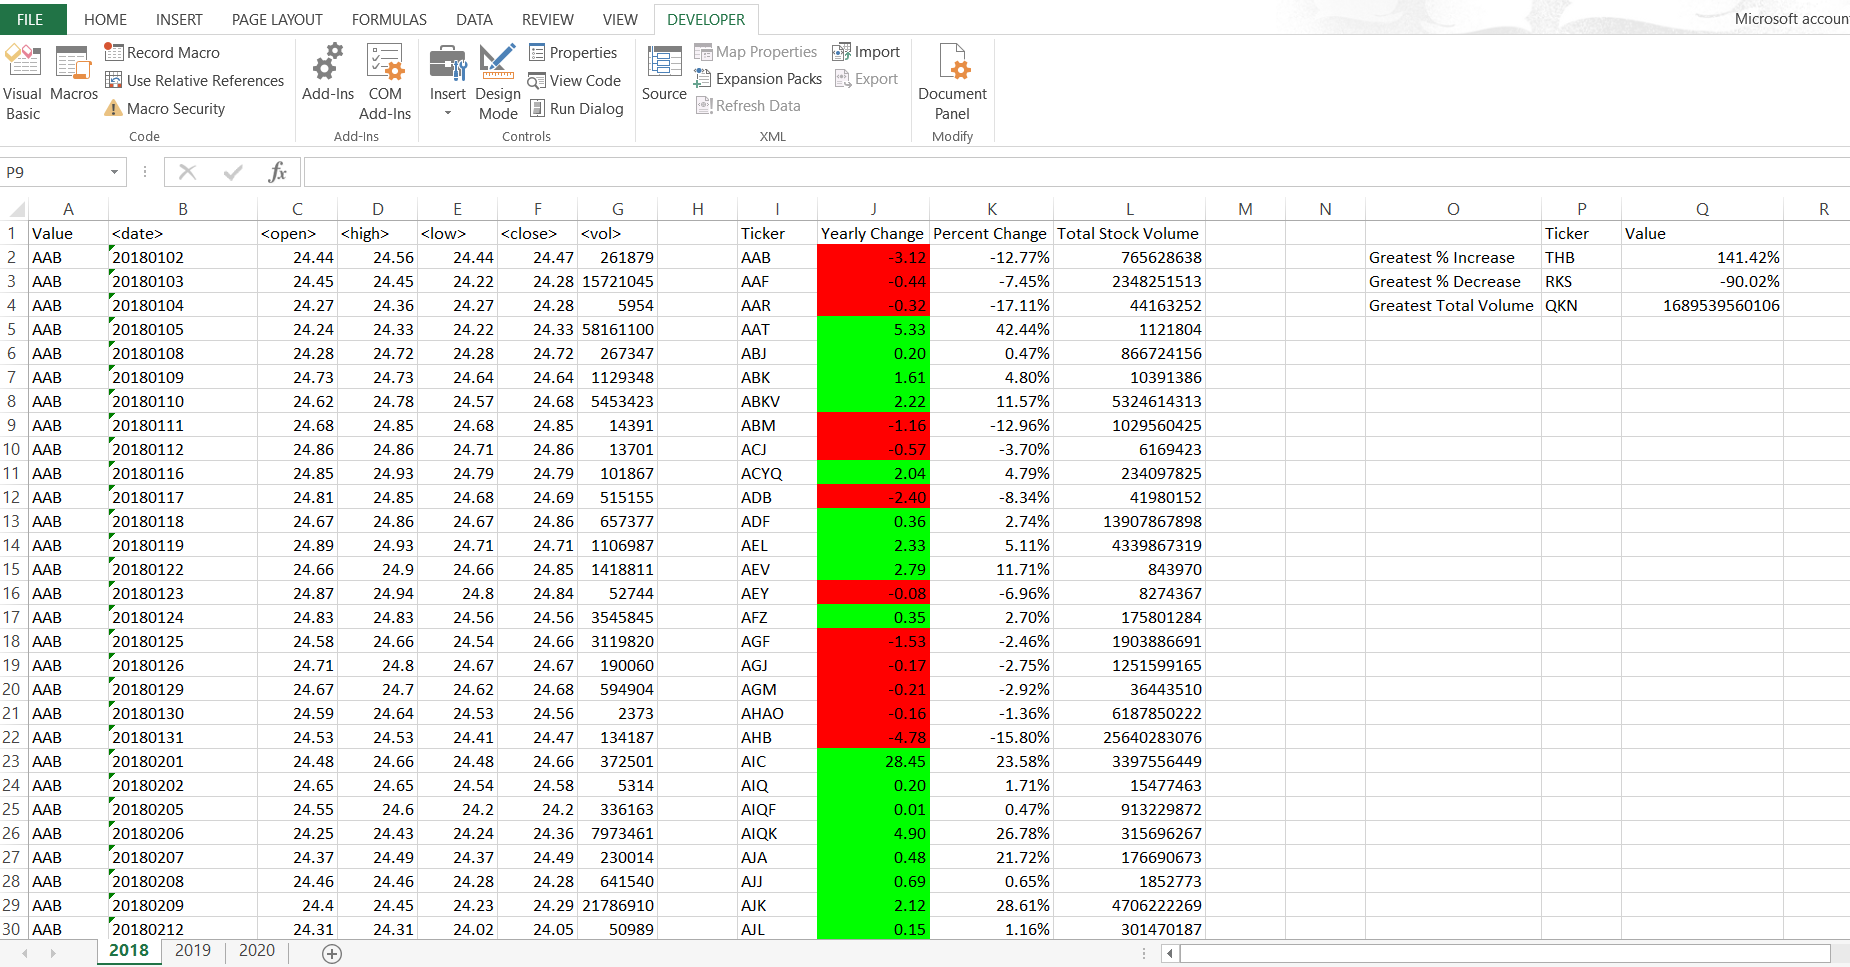 FILE HOME INSERT PAGE LAYOUT FORMULAS DATA REVIEW VIEW DEVELOPER Microsoft accoun
Visual Basic
Macros
Record Macro
Use Relative References
Macro Security
Code
Add-Ins
COM Add-Ins
Add-Ins
Insert
Design Mode
Properties
View Code
Run Dialog
Controls
Source
Map Properties
Expansion Packs
Refresh Data
Import
Export
XML
Document Panel
Modify
P9 fx
A B C D E F G H I J K L M N O P Q R
1 Value <date> <open> <high> <low> <close> <vol> Ticker Yearly Change Percent Change Total Stock Volume Ticker Value
2 AAB 20180102 24.44 24.56 24.44 24.47 261879 AAB -3.12 -12.77% 765628638 Greatest % Increase THB 141.42%
3 AAB 20180103 24.45 24.45 24.22 24.28 15721045 AAF -0.44 -7.45% 2348251513 Greatest % Decrease RKS -90.02%
4 AAB 20180104 24.27 24.36 24.27 24.28 5954 AAR -0.32 -17.11% 44163252 Greatest Total Volume QKN 1689539560106
5 AAB 20180105 24.24 24.33 24.22 24.33 58161100 AAT 5.33 42.44% 1121804
6 AAB 20180108 24.28 24.72 24.28 24.72 267347 ABJ 0.20 0.47% 866724156
7 AAB 20180109 24.73 24.73 24.64 24.64 1129348 ABK 1.61 4.80% 10391386
8 AAB 20180110 24.62 24.78 24.57 24.68 5453423 ABKV 2.22 11.57% 5324614313
9 AAB 20180111 24.68 24.85 24.68 24.85 14391 ABM -1.16 -12.96% 1029560425
10 AAB 20180112 24.86 24.86 24.71 24.86 13701 ACJ -0.57 -3.70% 6169423
11 AAB 20180116 24.85 24.93 24.79 24.79 101867 ACYQ 2.04 4.79% 234097825
12 AAB 20180117 24.81 24.85 24.68 24.69 515155 ADB -2.40 -8.34% 41980152
13 AAB 20180118 24.67 24.86 24.67 24.86 657377 ADF 0.36 2.74% 13907867898
14 AAB 20180119 24.89 24.93 24.71 24.71 1106987 AEL 2.33 5.11% 4339867319
15 AAB 20180122 24.66 24.9 24.66 24.85 1418811 AEV 2.79 11.71% 843970
16 AAB 20180123 24.87 24.94 24.8 24.84 52744 AEY -0.08 -6.96% 8274367
17 AAB 20180124 24.83 24.83 24.56 24.56 3545845 AFZ 0.35 2.70% 175801284
18 AAB 20180125 24.58 24.66 24.54 24.66 3119820 AGF -1.53 -2.46% 1903886691
19 AAB 20180126 24.71 24.8 24.67 24.67 190060 AGJ -0.17 -2.75% 1251599165
20 AAB 20180129 24.67 24.7 24.62 24.68 594904 AGM -0.21 -2.92% 36443510
21 AAB 20180130 24.59 24.64 24.53 24.56 2373 AHAO -0.16 -1.36% 6187850222
22 AAB 20180131 24.53 24.53 24.41 24.47 134187 AHB -4.78 -15.80% 25640283076
23 AAB 20180201 24.48 24.66 24.48 24.66 372501 AIC 28.45 23.58% 3397556449
24 AAB 20180202 24.65 24.65 24.54 24.58 5314 AIQ 0.20 1.71% 15477463
25 AAB 20180205 24.55 24.6 24.2 24.2 336163 AIQF 0.01 0.47% 913229872
26 AAB 20180206 24.25 24.43 24.24 24.36 7973461 AIQK 4.90 26.78% 315696267
27 AAB 20180207 24.37 24.49 24.37 24.49 230014 AJA 0.48 21.72% 176690673
28 AAB 20180208 24.46 24.46 24.28 24.28 641540 AJJ 0.69 0.65% 1852773
29 AAB 20180209 24.4 24.45 24.23 24.29 21786910 AJK 2.12 28.61% 4706222269
30 AAB 20180212 24.31 24.31 24.02 24.05 50989 AJL 0.15 1.16% 301470187
2018 2019 2020